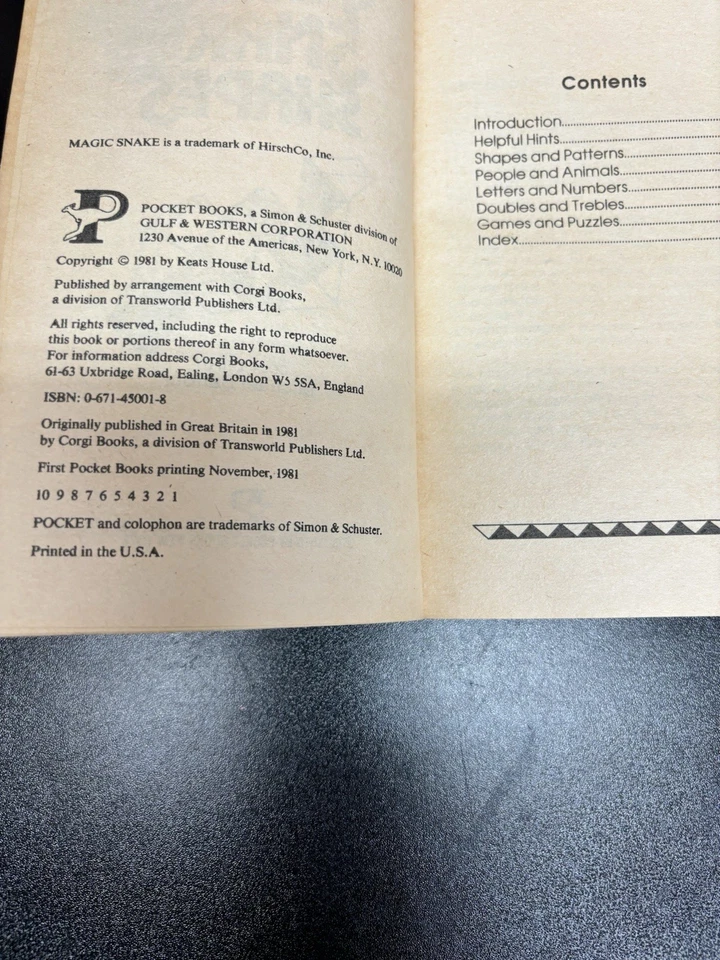 MAGIC SNAKE is a trademark of HirschCo, Inc.
P
POCKET BOOKS, a Simon & Schuster division of
GULF & WESTERN CORPORATION
1230 Avenue of the Americas, New York, N.Y. 10020
Copyright © 1981 by Keats House Ltd.
Published by arrangement with Corgi Books,
a division of Transworld Publishers Ltd.
All rights reserved, including the right to reproduce
this book or portions thereof in any form whatsoever.
For information address Corgi Books,
61-63 Uxbridge Road, Ealing, London W5 5SA, England
ISBN: 0-671-45001-8
Originally published in Great Britain in 1981
by Corgi Books, a division of Transworld Publishers Ltd.
First Pocket Books printing November, 1981
10 9 8 7 6 5 4 3 2 1
POCKET and colophon are trademarks of Simon & Schuster.
Printed in the U.S.A.
Contents
Introduction
Helpful Hints
Shapes and Patterns
People and Animals
Letters and Numbers
Doubles and Trebles
Games and Puzzles
Index